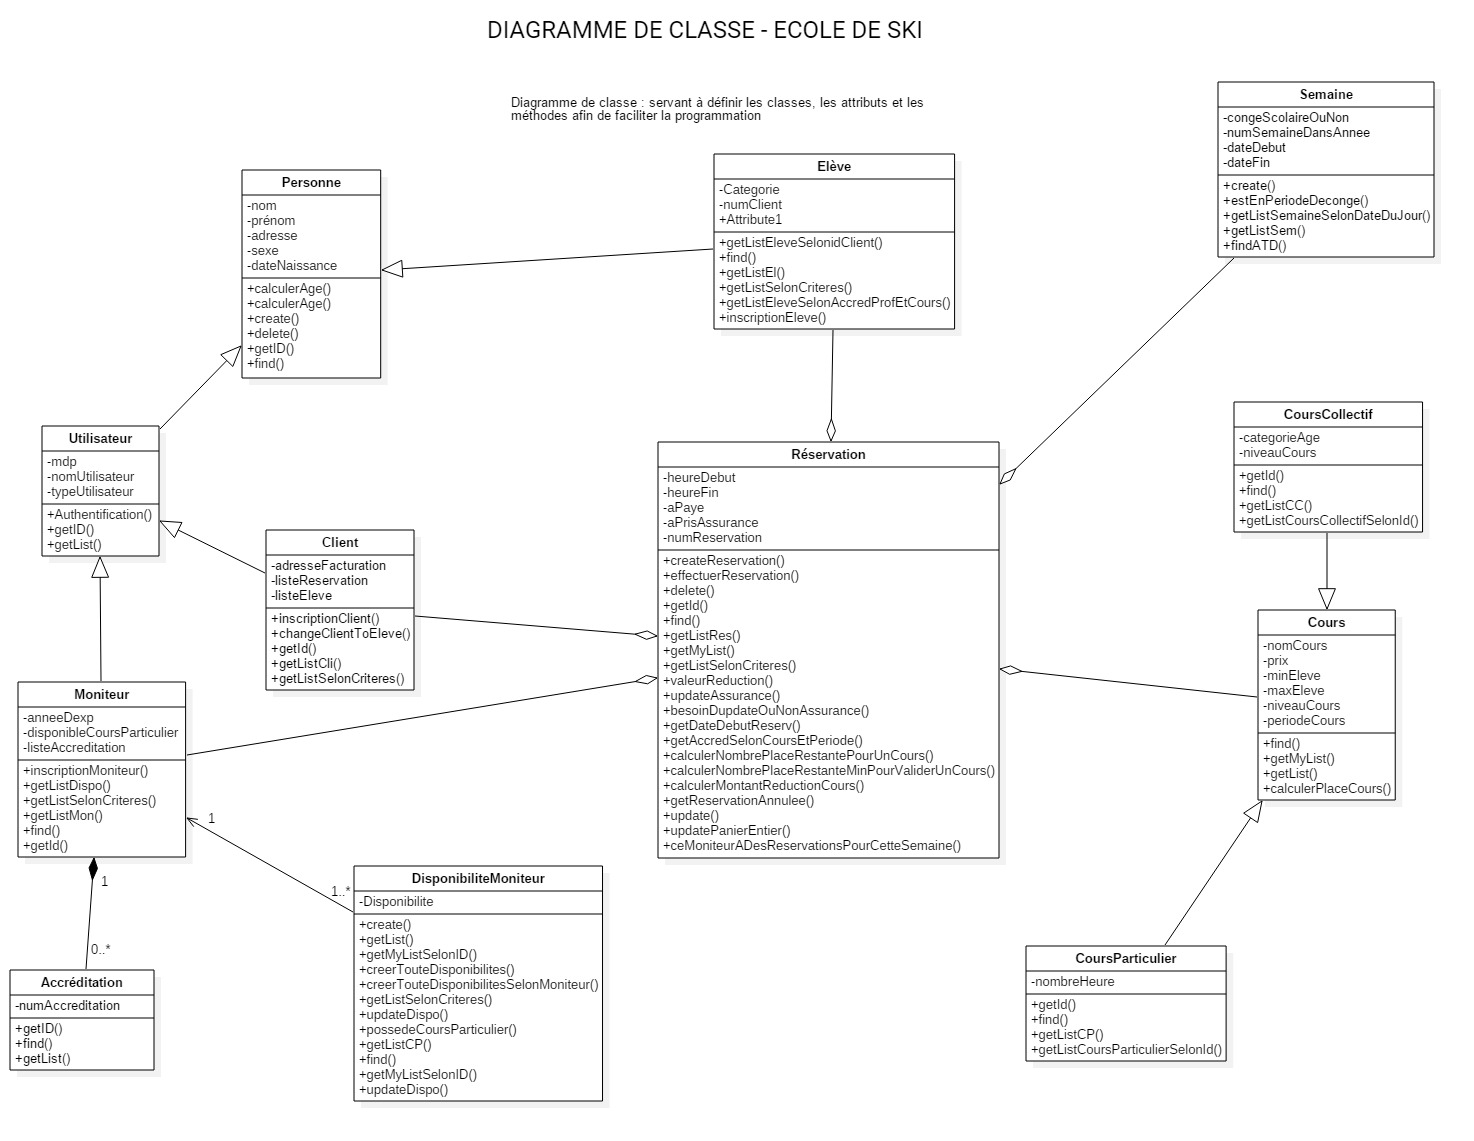 DIAGRAMME DE CLASSE - ECOLE DE SKI
Diagramme de classe : servant à définir les classes, les attributs et les
méthodes afin de faciliter la programmation
Semaine
-congeScolaireOuNon
-numSemaineDansAnnee
-dateDebut
-dateFin
+create()
+estEnPeriodeDeconge()
+getListSemaineSelonDateDuJour()
+getListSem()
+findATD()
Personne
-nom
-prénom
-adresse
-sexe
-dateNaissance
+calculerAge()
+calculerAge()
+create()
+delete()
+getID()
+find()
Elève
-Categorie
-numClient
+Attribute1
+getListEleveSelonidClient()
+find()
+getListEl()
+getListSelonCriteres()
+getListEleveSelonAccredProfEtCours()
+inscriptionEleve()
Utilisateur
-mdp
-nomUtilisateur
-typeUtilisateur
+Authentification()
+getID()
+getList()
Client
-adresseFacturation
-listeReservation
-listeEleve
+inscriptionClient()
+changeClientToEleve()
+getId()
+getListCli()
+getListSelonCriteres()
Réservation
-heureDebut
-heureFin
-aPaye
-aPrisAssurance
-numReservation
+createReservation()
+effectuerReservation()
+delete()
+getId()
+find()
+getListRes()
+getMyList()
+getListSelonCriteres()
+valeurReduction()
+updateAssurance()
+besoinDupdateOuNonAssurance()
+getDateDebutReserv()
+getAccredSelonCoursEtPeriode()
+calculerNombrePlaceRestantePourUnCours()
+calculerNombrePlaceRestanteMinPourValiderUnCours()
+calculerMontantReductionCours()
+getReservationAnnulee()
+update()
+updatePanierEntier()
+ceMoniteurADesReservationsPourCetteSemaine()
CoursCollectif
-categorieAge
-niveauCours
+getId()
+find()
+getListCC()
+getListCoursCollectifSelonId()
Cours
-nomCours
-prix
-minEleve
-maxEleve
-niveauCours
-periodeCours
+find()
+getMyList()
+getList()
+calculerPlaceCours()
Moniteur
-anneeDexp
-disponibleCoursParticulier
-listeAccreditation
+inscriptionMoniteur()
+getListDispo()
+getListSelonCriteres()
+getListMon()
+find()
+getId()
1
1
1..*
0..*
DisponibiliteMoniteur
-Disponibilite
+create()
+getList()
+getMyListSelonID()
+creerTouteDisponibilites()
+creerTouteDisponibilitesSelonMoniteur()
+getListSelonCriteres()
+updateDispo()
+possedeCoursParticulier()
+getListCP()
+find()
+getMyListSelonID()
+updateDispo()
Accréditation
-numAccreditation
+getID()
+find()
+getList()
CoursParticulier
-nombreHeure
+getId()
+find()
+getListCP()
+getListCoursParticulierSelonId()